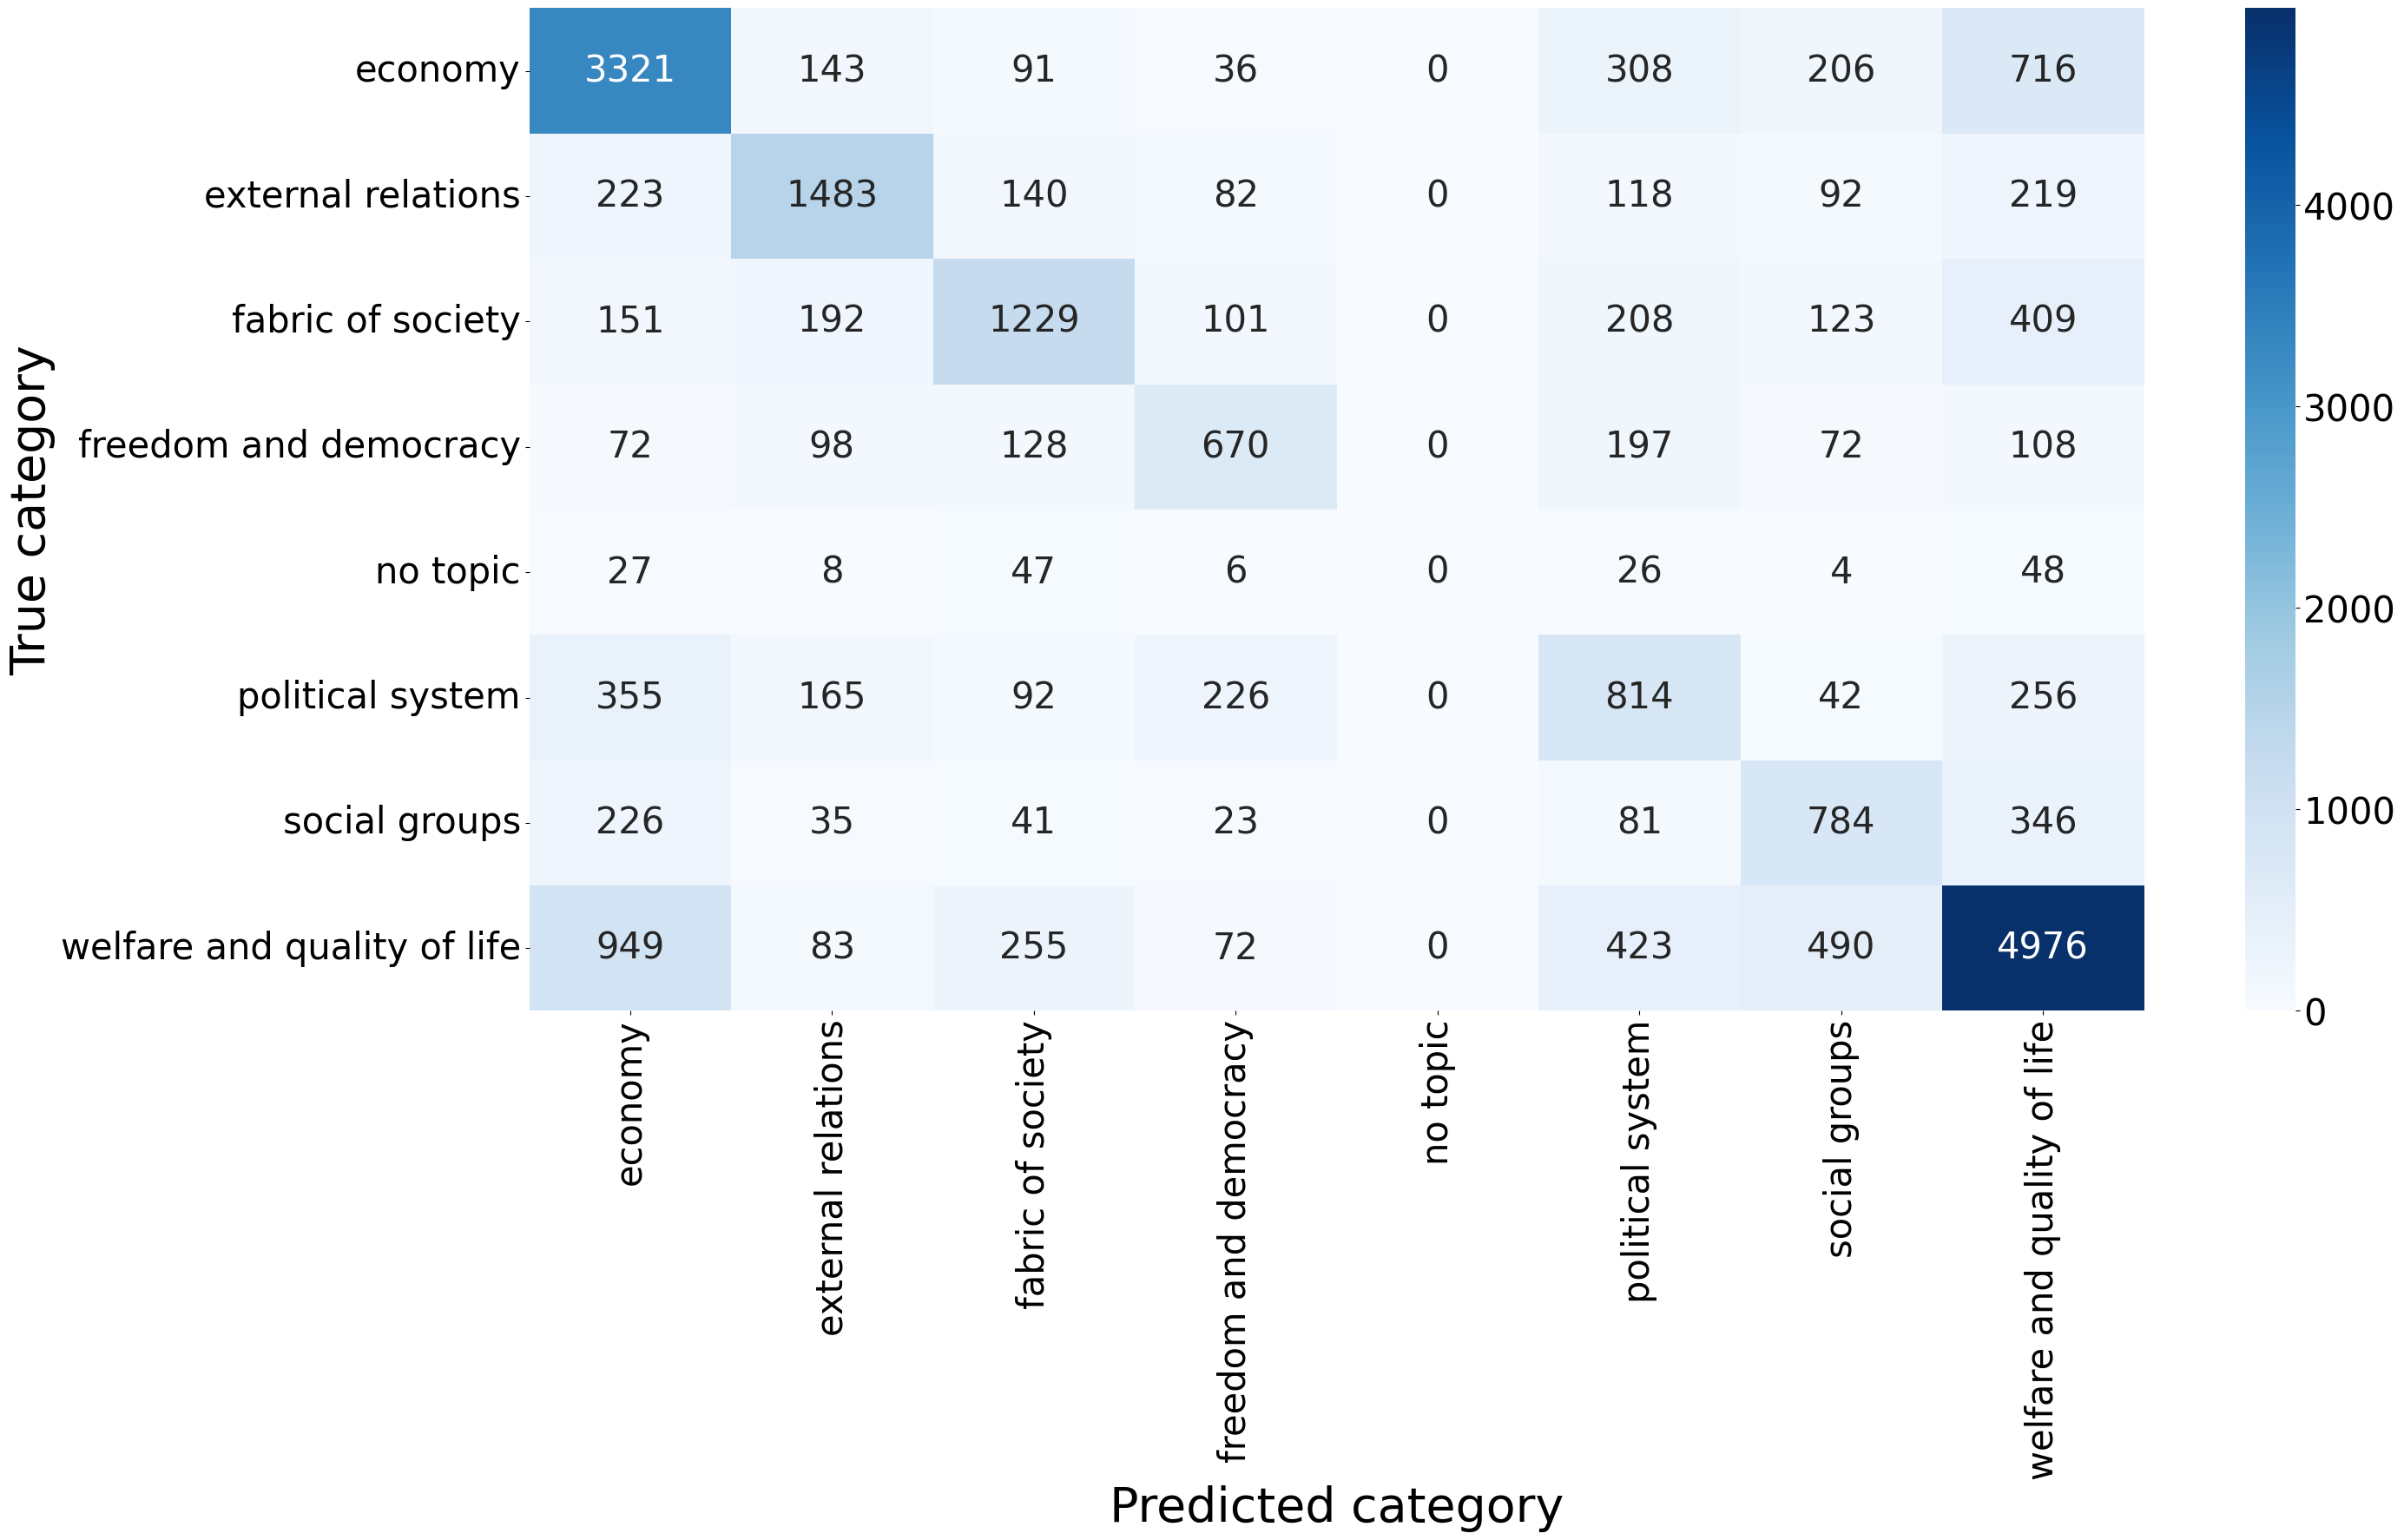 economy 3321 143 91 36 0 308 206 716
external relations 223 1483 140 82 0 118 92 219
fabric of society 151 192 1229 101 0 208 123 409
freedom and democracy 72 98 128 670 0 197 72 108
no topic 27 8 47 6 0 26 4 48
political system 355 165 92 226 0 814 42 256
social groups 226 35 41 23 0 81 784 346
welfare and quality of life 949 83 255 72 0 423 490 4976
True category
economy
external relations
fabric of society
freedom and democracy
no topic
political system
social groups
welfare and quality of life
Predicted category
4000
3000
2000
1000
0